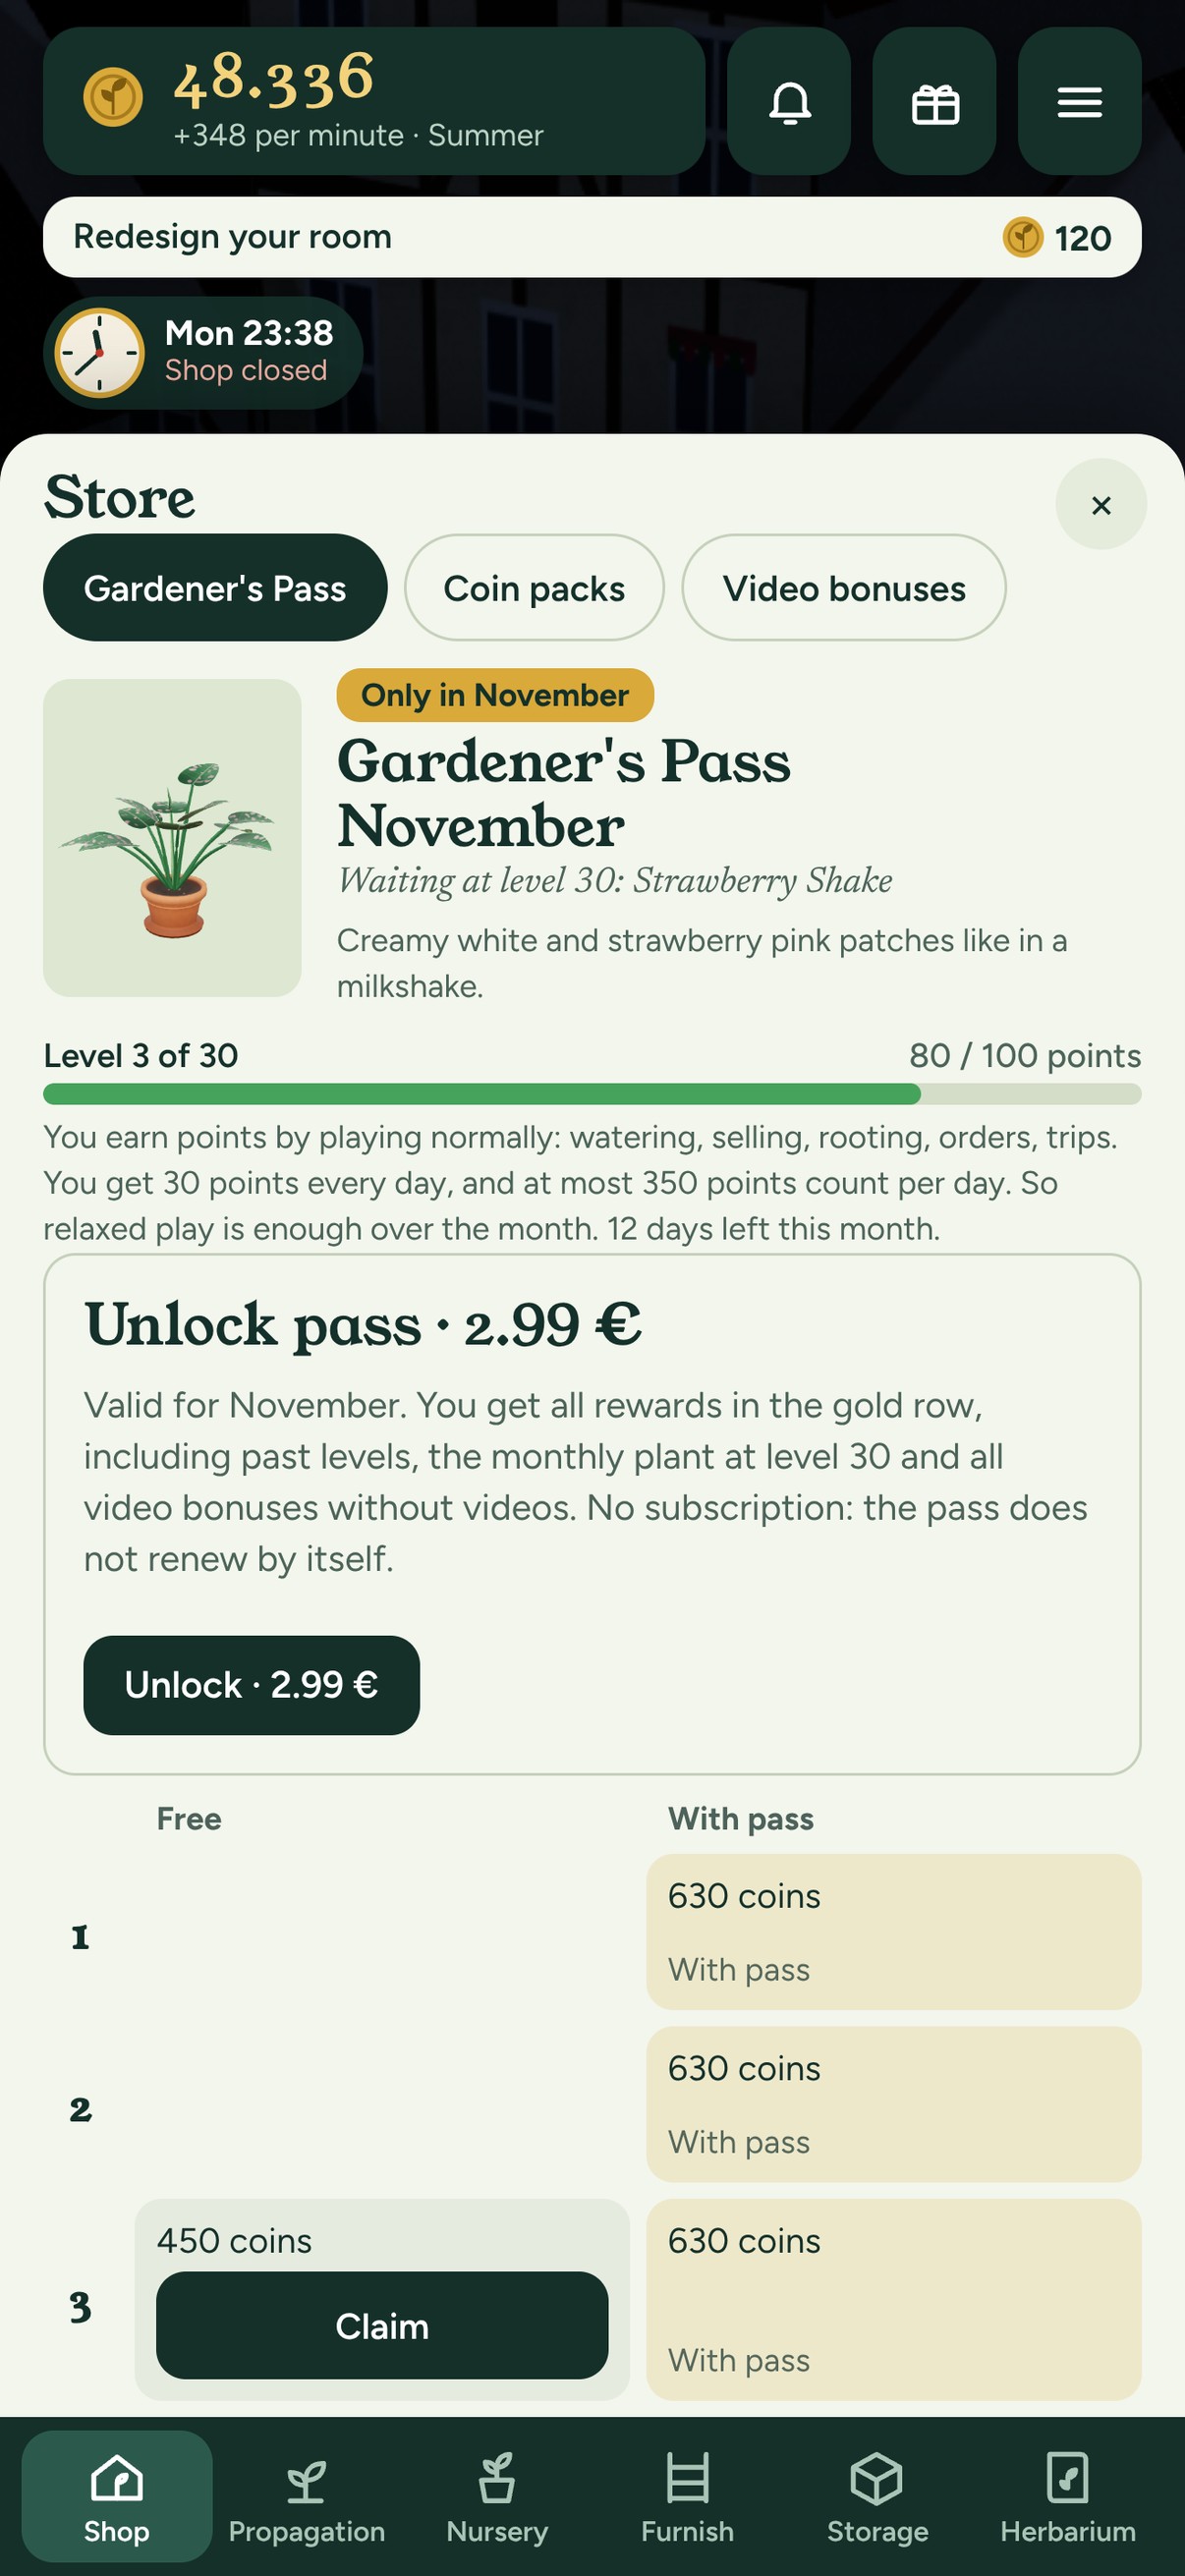 48.336
+348 per minute · Summer
Redesign your room
120
Mon 23:38
Shop closed
Store
×
Gardener's Pass
Coin packs
Video bonuses
Only in November
Gardener's Pass
November
Waiting at level 30: Strawberry Shake
Creamy white and strawberry pink patches like in a
milkshake.
Level 3 of 30
80 / 100 points
You earn points by playing normally: watering, selling, rooting, orders, trips.
You get 30 points every day, and at most 350 points count per day. So
relaxed play is enough over the month. 12 days left this month.
Unlock pass · 2.99 €
Valid for November. You get all rewards in the gold row,
including past levels, the monthly plant at level 30 and all
video bonuses without videos. No subscription: the pass does
not renew by itself.
Unlock · 2.99 €
Free
With pass
1
630 coins
With pass
2
630 coins
With pass
3
450 coins
Claim
630 coins
With pass
Shop
Propagation
Nursery
Furnish
Storage
Herbarium